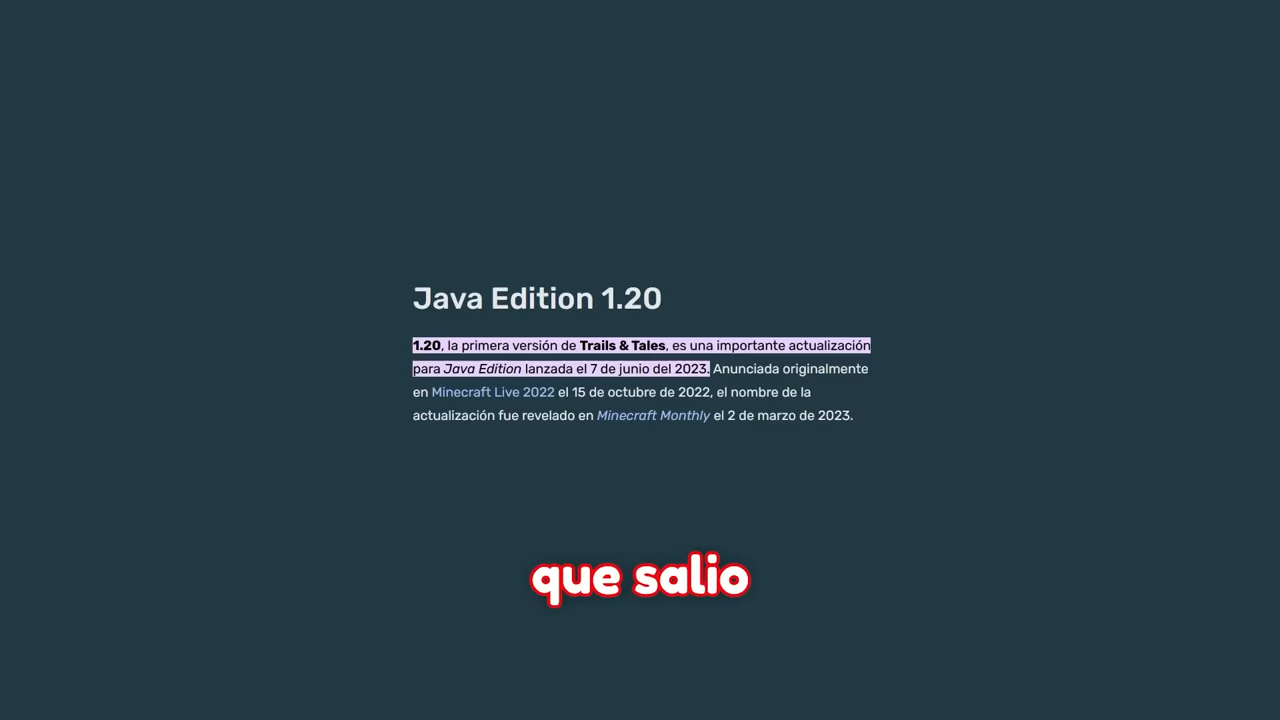 Java Edition 1.20
1.20, la primera versión de Trails & Tales, es una importante actualización
para Java Edition lanzada el 7 de junio del 2023. Anunciada originalmente
en Minecraft Live 2022 el 15 de octubre de 2022, el nombre de la
actualización fue revelado en Minecraft Monthly el 2 de marzo de 2023.
que salio